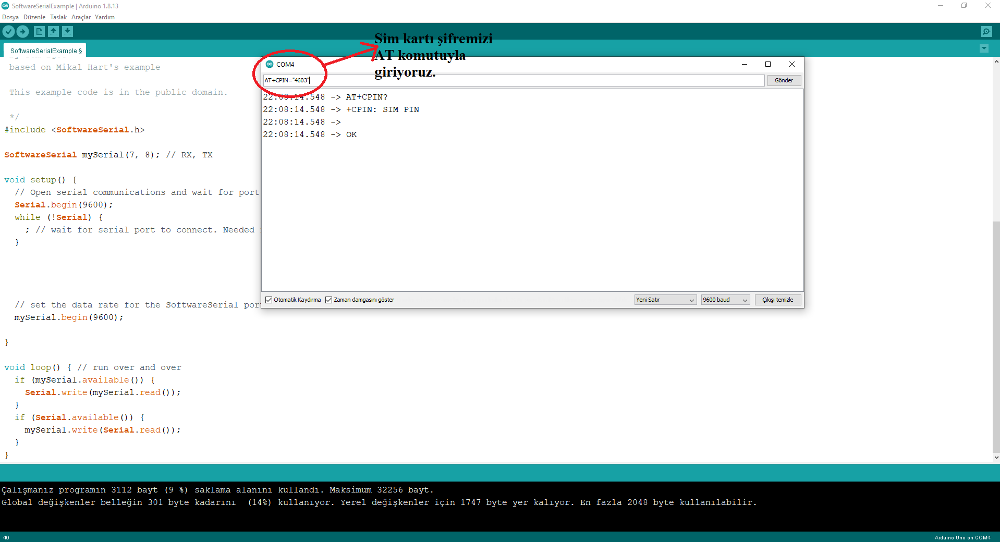 SoftwareSerialExample | Arduino 1.8.13
Dosya Düzenle Taslak Araçlar Yardım
SoftwareSerialExample §
based on Mikal Hart's example
This example code is in the public domain.
*/
#include <SoftwareSerial.h>
SoftwareSerial mySerial(7, 8); // RX, TX
void setup() {
// Open serial communications and wait for port
Serial.begin(9600);
while (!Serial) {
; // wait for serial port to connect. Needed
}
// set the data rate for the SoftwareSerial por
mySerial.begin(9600);
}
void loop() { // run over and over
if (mySerial.available()) {
Serial.write(mySerial.read());
}
if (Serial.available()) {
mySerial.write(Serial.read());
}
}
Sim kartı şifremizi
AT komutuyla
giriyoruz.
COM4
AT+CPIN="4603"
Gönder
22:08:14.548 -> AT+CPIN?
22:08:14.548 -> +CPIN: SIM PIN
22:08:14.548 ->
22:08:14.548 -> OK
Otomatik Kaydırma Zaman damgasını göster
Yeni Satır
9600 baud
Çıkışı temizle
Çalışmanız programın 3112 bayt (9 %) saklama alanını kullandı. Maksimum 32256 bayt.
Global değişkenler belleğin 301 byte kadarını (14%) kullanıyor. Yerel değişkenler için 1747 byte yer kalıyor. En fazla 2048 byte kullanılabilir.
40
Arduino Uno on COM4